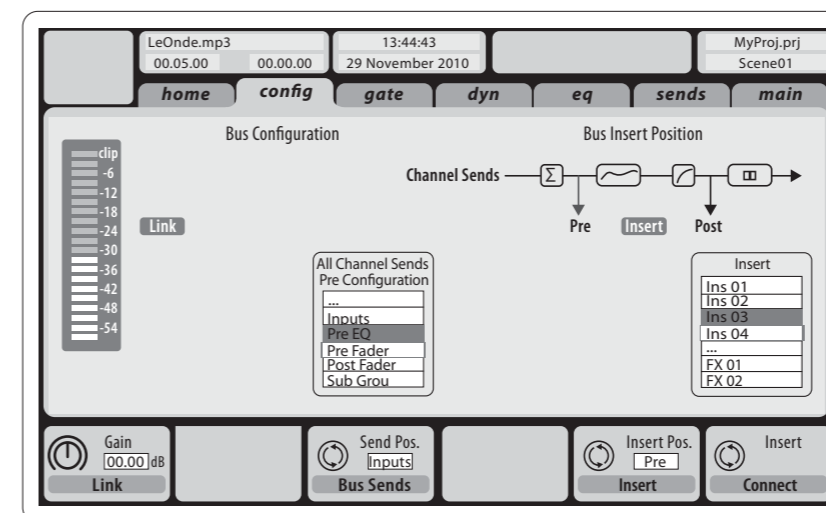 LeOnde.mp3
00.05.00 00.00.00
13:44:43
29 November 2010
MyProj.prj
Scene01
home config gate dyn eq sends main
Bus Configuration
Bus Insert Position
clip
-6
-12
-18
-24
-30
-36
-42
-48
-54
Link
Channel Sends
Σ
Pre Insert Post
All Channel Sends
Pre Configuration
...
Inputs
Pre EQ
Pre Fader
Post Fader
Sub Grou
Insert
Ins 01
Ins 02
Ins 03
Ins 04
...
FX 01
FX 02
Gain
00.00 dB
Link
Send Pos.
Inputs
Bus Sends
Insert Pos.
Pre
Insert
Insert
Connect